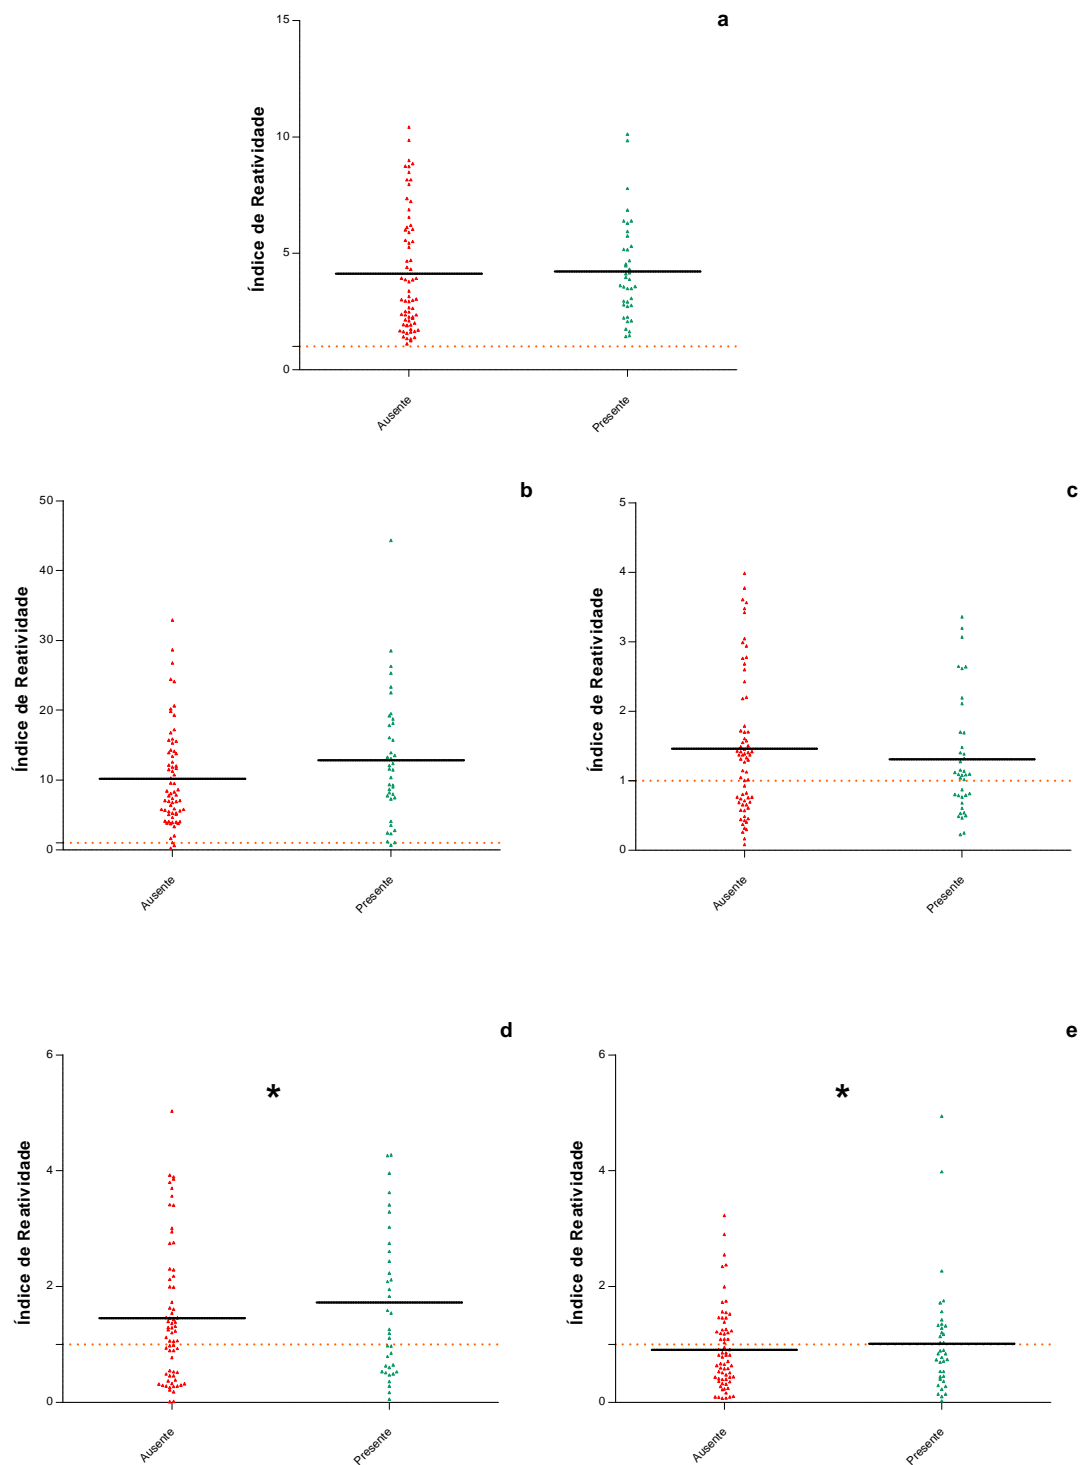 a
15
10
5
0
Índice de Reatividade
Ausente
Presente
b
50
40
30
20
10
0
Índice de Reatividade
Ausente
Presente
c
5
4
3
2
1
0
Índice de Reatividade
Ausente
Presente
d
6
4
2
0
*
Índice de Reatividade
Ausente
Presente
e
6
4
2
0
*
Índice de Reatividade
Ausente
Presente